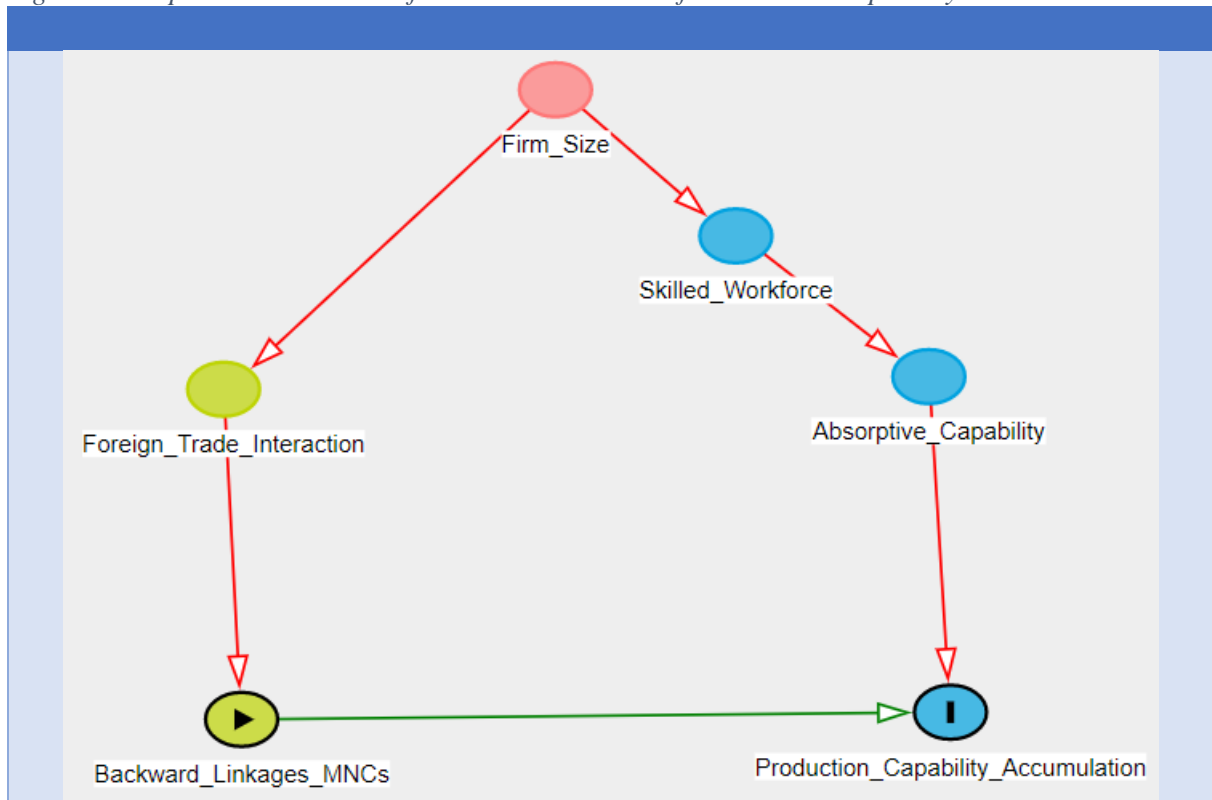 Firm_Size
Skilled_Workforce
Absorptive_Capability
Foreign_Trade_Interaction
Backward_Linkages_MNCs
Production_Capability_Accumulation